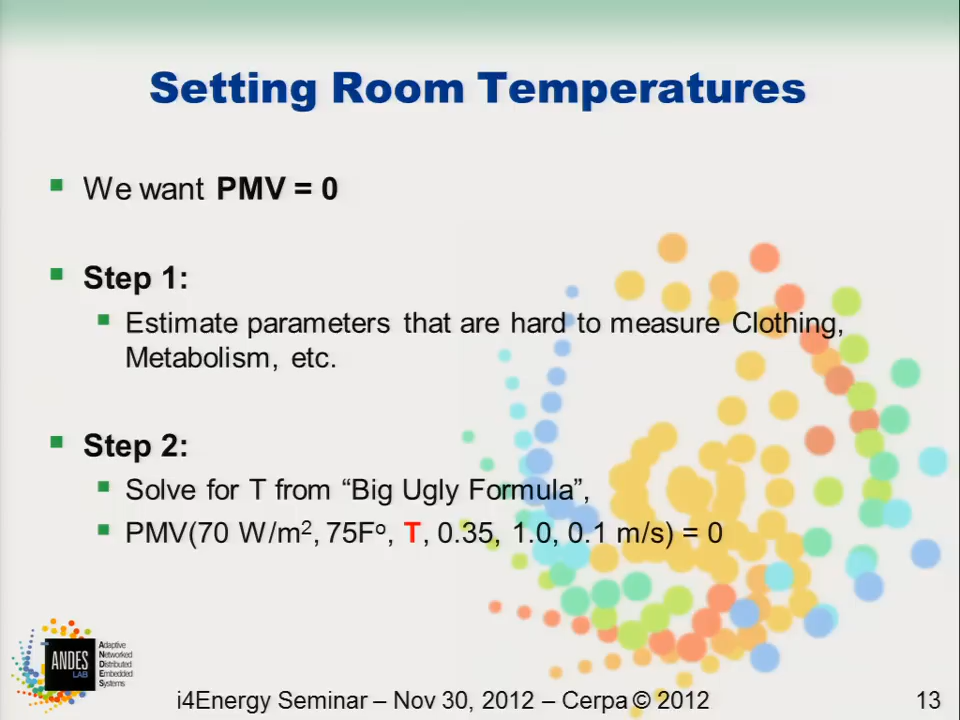 Setting Room Temperatures
We want PMV = 0
Step 1:
Estimate parameters that are hard to measure Clothing,
Metabolism, etc.
Step 2:
Solve for T from “Big Ugly Formula”,
PMV(70 W/m², 75Fᵒ, T, 0.35, 1.0, 0.1 m/s) = 0
ANDES
LAB
Adaptive
Networked
Distributed
Embedded
Systems
i4Energy Seminar – Nov 30, 2012 – Cerpa © 2012
13